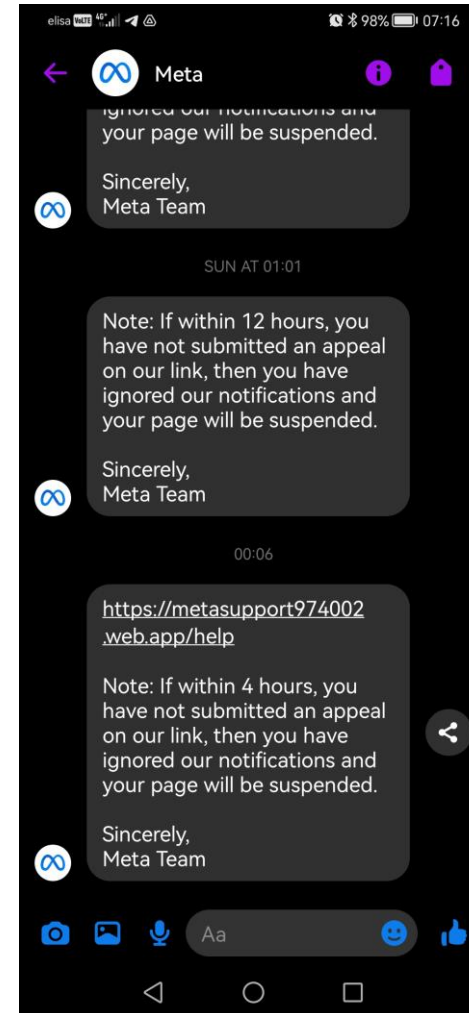 elisa VoLTE 4G+ 98% 07:16
Meta
ignored our notifications and
your page will be suspended.
Sincerely,
Meta Team
SUN AT 01:01
Note: If within 12 hours, you
have not submitted an appeal
on our link, then you have
ignored our notifications and
your page will be suspended.
Sincerely,
Meta Team
00:06
https://metasupport974002
.web.app/help
Note: If within 4 hours, you
have not submitted an appeal
on our link, then you have
ignored our notifications and
your page will be suspended.
Sincerely,
Meta Team
Aa